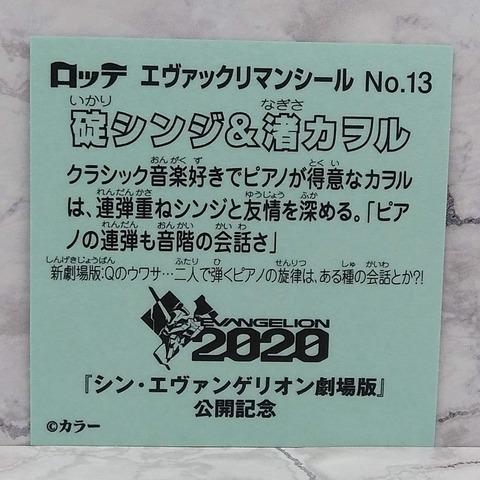 ロッテ エヴァックリマンシール No.13
いかり なぎさ
碇シンジ&渚カヲル
おんがく ず とく い
クラシック音楽好きでピアノが得意なカヲル
れんだんかさ ゆうじょう ふか
は、連弾重ねシンジと友情を深める。「ピア
れんだん おんかい かい わ
ノの連弾も音階の会話さ」
しんげきじょうばん ふたり ひ せんりつ しゅ かいわ
新劇場版:Qのウワサ…二人で弾くピアノの旋律は、ある種の会話とか?!
EVANGELION
2020
『シン・エヴァンゲリオン劇場版』
公開記念
©カラー